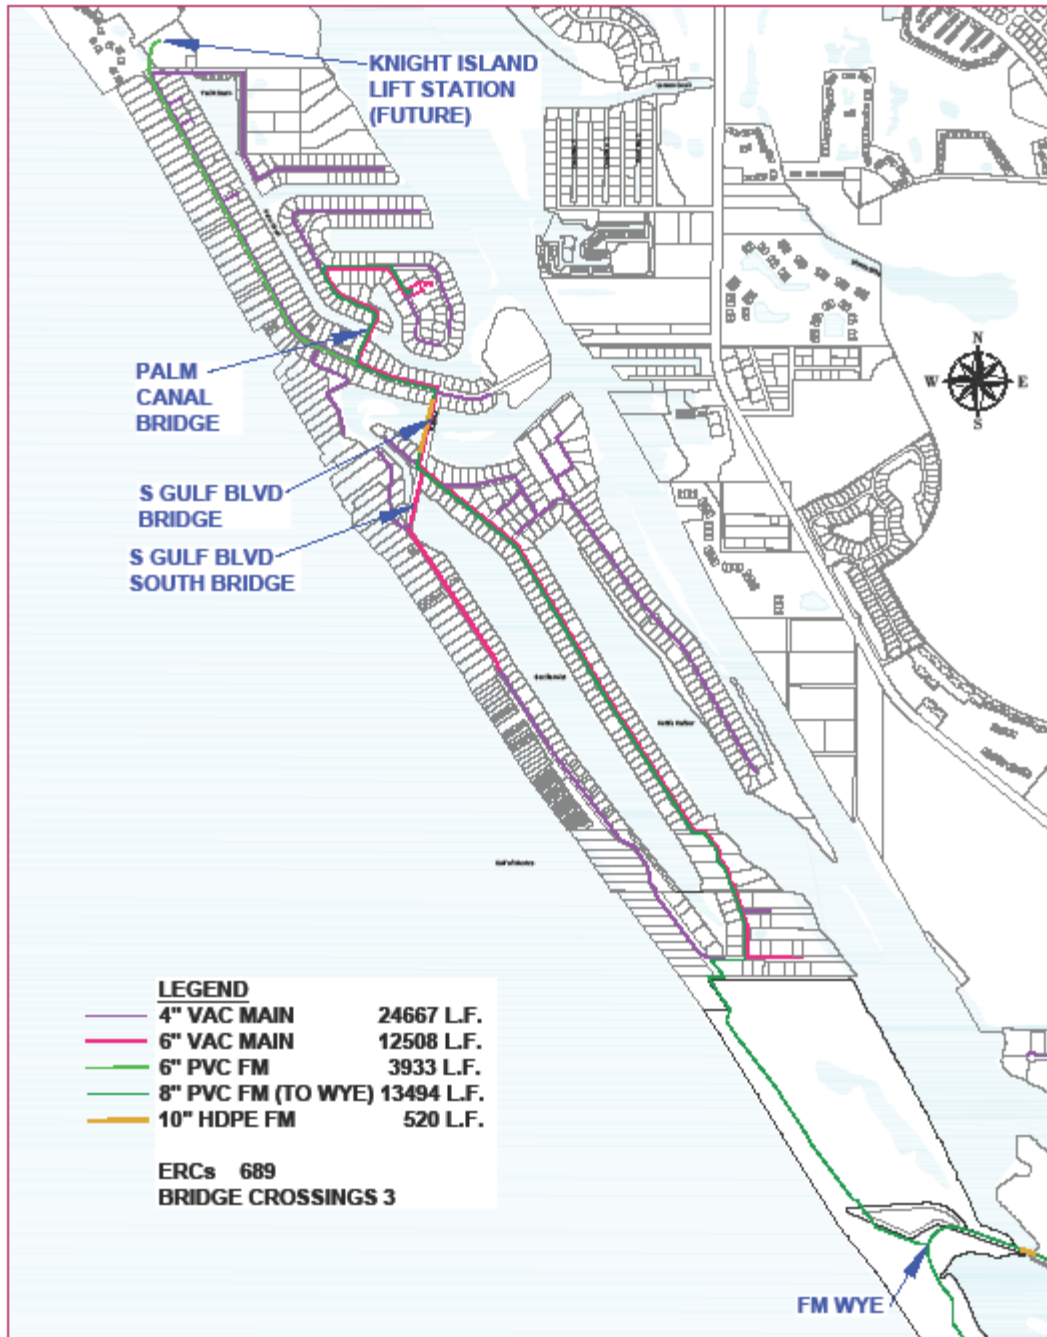 KNIGHT ISLAND
LIFT STATION
(FUTURE)
PALM
CANAL
BRIDGE
N
W E
S
S GULF BLVD
BRIDGE
S GULF BLVD
SOUTH BRIDGE
LEGEND
4" VAC MAIN 24667 L.F.
6" VAC MAIN 12508 L.F.
6" PVC FM 3933 L.F.
8" PVC FM (TO WYE) 13494 L.F.
10" HDPE FM 520 L.F.
ERCs 689
BRIDGE CROSSINGS 3
FM WYE